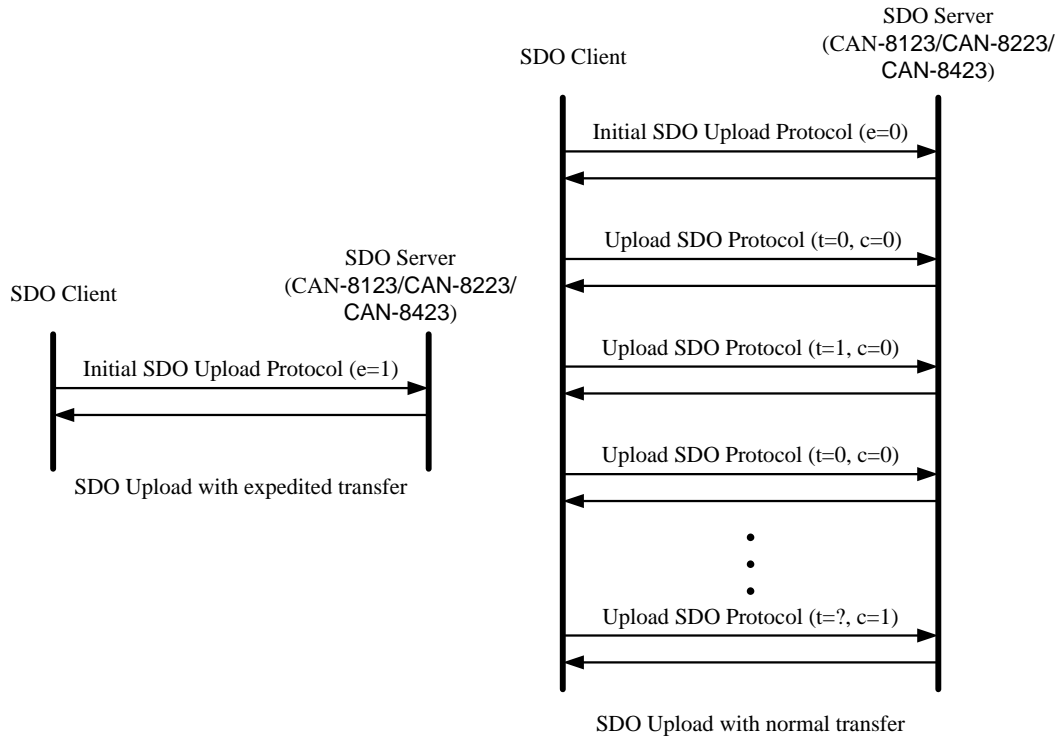 SDO Client
SDO Server
(CAN-8123/CAN-8223/
CAN-8423)
Initial SDO Upload Protocol (e=1)
SDO Upload with expedited transfer
SDO Client
SDO Server
(CAN-8123/CAN-8223/
CAN-8423)
Initial SDO Upload Protocol (e=0)
Upload SDO Protocol (t=0, c=0)
Upload SDO Protocol (t=1, c=0)
Upload SDO Protocol (t=0, c=0)
Upload SDO Protocol (t=?, c=1)
SDO Upload with normal transfer